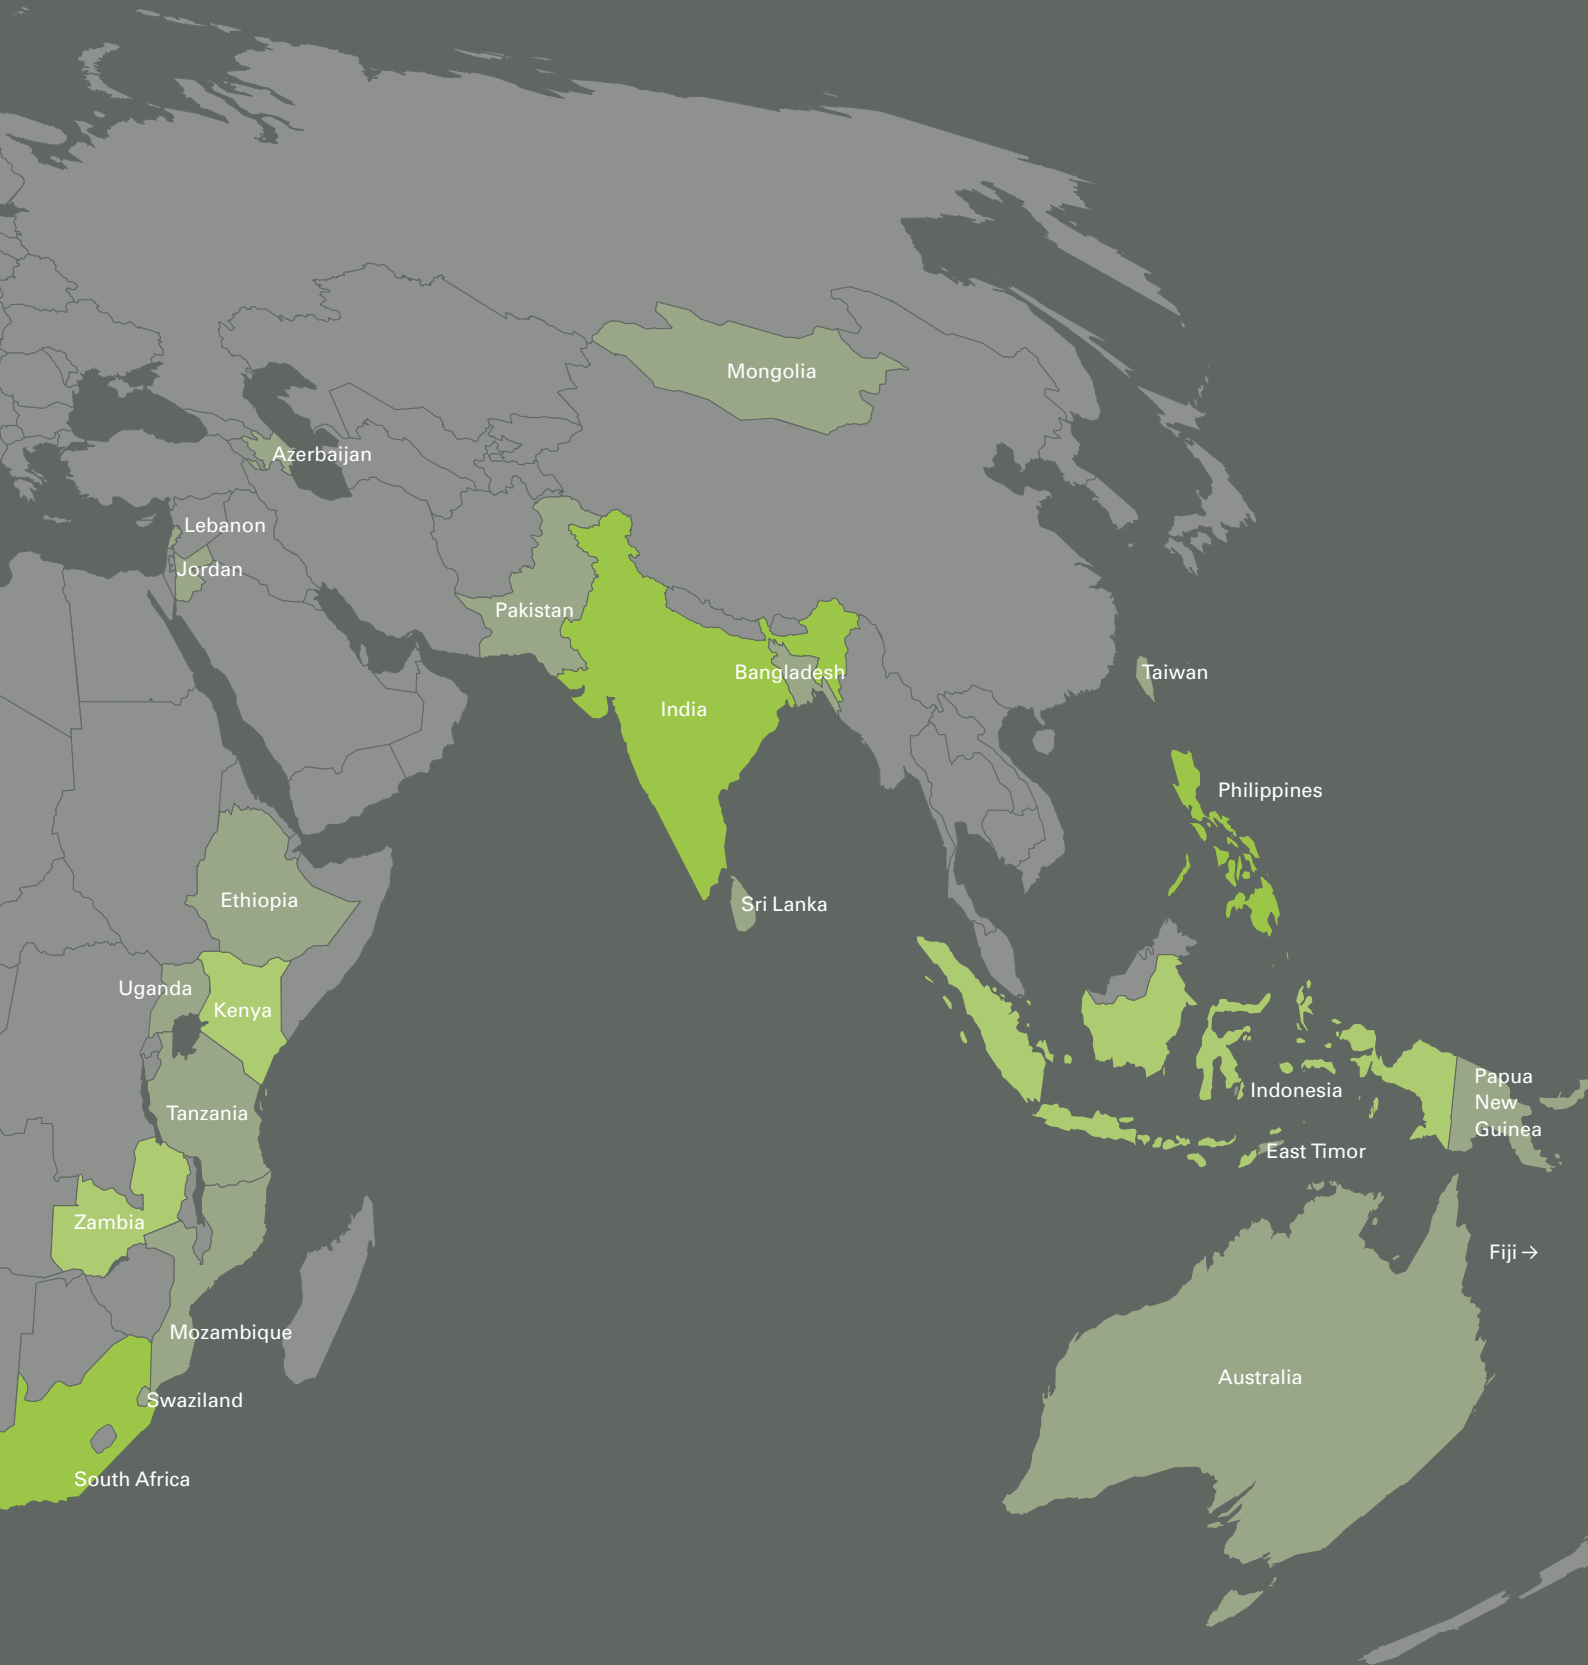 Mongolia
Azerbaijan
Lebanon
Jordan
Pakistan
Bangladesh
Taiwan
India
Philippines
Ethiopia
Sri Lanka
Uganda
Kenya
Papua
New
Guinea
Indonesia
Tanzania
East Timor
Zambia
Fiji →
Mozambique
Australia
Swaziland
South Africa